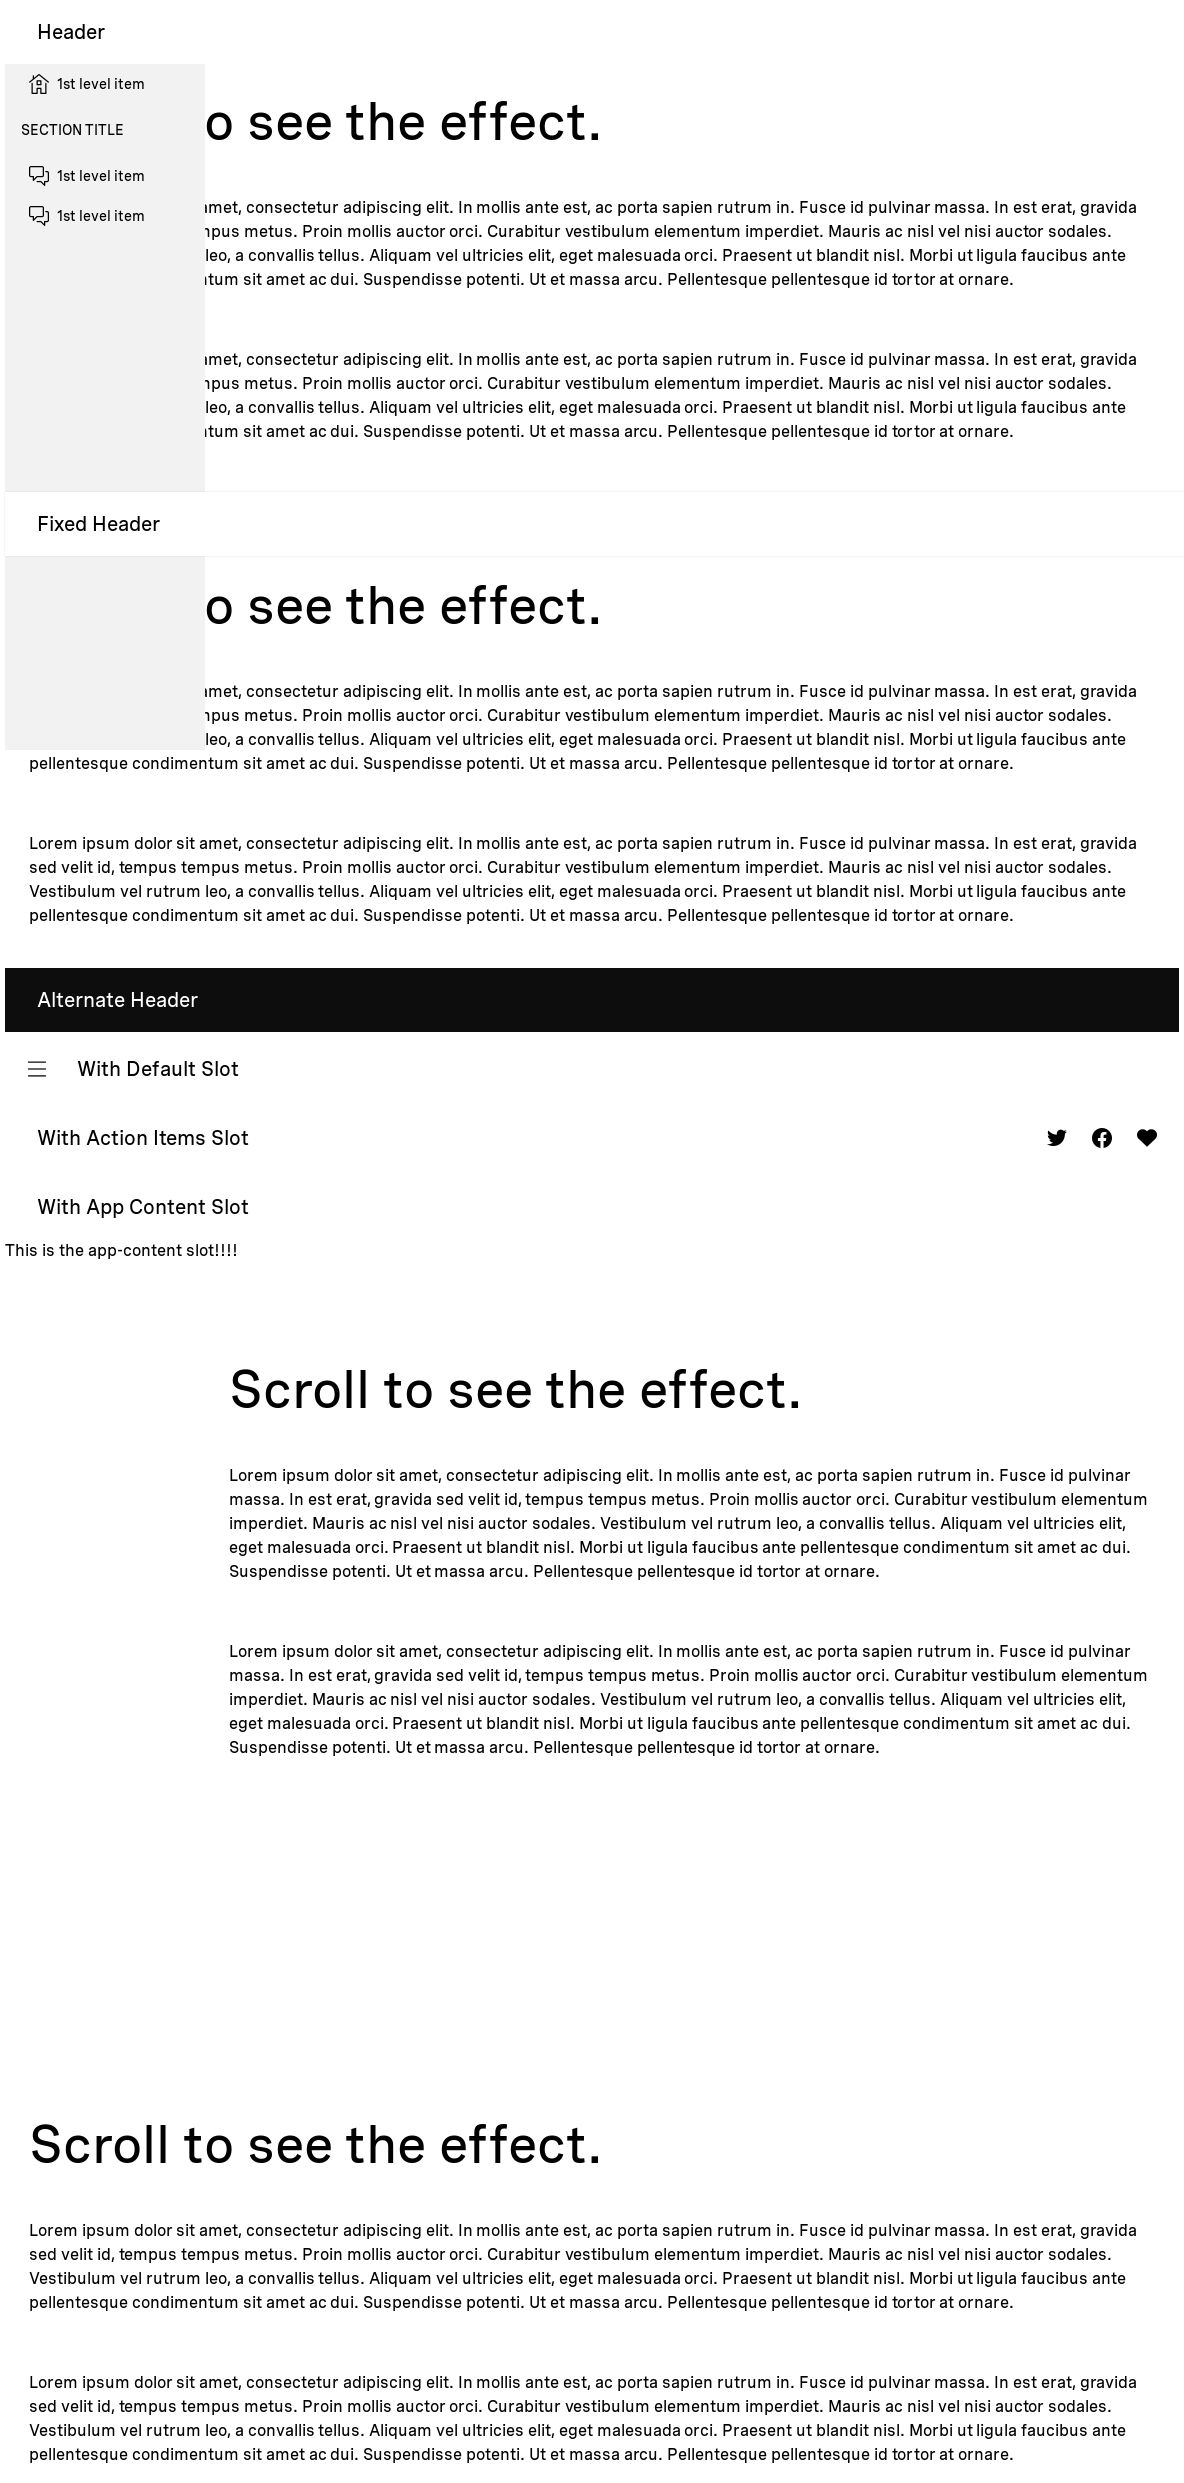 Header
1st level item
o see the effect.
SECTION TITLE
1st level item
1st level item
consectetur adipiscing elit. In mollis ante est, ac porta sapien rutrum in. Fusce id pulvinar massa. In est erat, gravida
metus. Proin mollis auctor orci. Curabitur vestibulum elementum imperdiet. Mauris ac nisl vel nisi auctor sodales.
leo, a convallis tellus. Aliquam vel ultricies elit, eget malesuada orci. Praesent ut blandit nisl. Morbi ut ligula faucibus ante
sit amet ac dui. Suspendisse potenti. Ut et massa arcu. Pellentesque pellentesque id tortor at ornare.
consectetur adipiscing elit. In mollis ante est, ac porta sapien rutrum in. Fusce id pulvinar massa. In est erat, gravida
metus. Proin mollis auctor orci. Curabitur vestibulum elementum imperdiet. Mauris ac nisl vel nisi auctor sodales.
leo, a convallis tellus. Aliquam vel ultricies elit, eget malesuada orci. Praesent ut blandit nisl. Morbi ut ligula faucibus ante
sit amet ac dui. Suspendisse potenti. Ut et massa arcu. Pellentesque pellentesque id tortor at ornare.
Fixed Header
o see the effect.
consectetur adipiscing elit. In mollis ante est, ac porta sapien rutrum in. Fusce id pulvinar massa. In est erat, gravida
metus. Proin mollis auctor orci. Curabitur vestibulum elementum imperdiet. Mauris ac nisl vel nisi auctor sodales.
leo, a convallis tellus. Aliquam vel ultricies elit, eget malesuada orci. Praesent ut blandit nisl. Morbi ut ligula faucibus ante
pellentesque condimentum sit amet ac dui. Suspendisse potenti. Ut et massa arcu. Pellentesque pellentesque id tortor at ornare.
Lorem ipsum dolor sit amet, consectetur adipiscing elit. In mollis ante est, ac porta sapien rutrum in. Fusce id pulvinar massa. In est erat, gravida
sed velit id, tempus tempus metus. Proin mollis auctor orci. Curabitur vestibulum elementum imperdiet. Mauris ac nisl vel nisi auctor sodales.
Vestibulum vel rutrum leo, a convallis tellus. Aliquam vel ultricies elit, eget malesuada orci. Praesent ut blandit nisl. Morbi ut ligula faucibus ante
pellentesque condimentum sit amet ac dui. Suspendisse potenti. Ut et massa arcu. Pellentesque pellentesque id tortor at ornare.
Alternate Header
With Default Slot
With Action Items Slot
With App Content Slot
This is the app-content slot!!!!
Scroll to see the effect.
Lorem ipsum dolor sit amet, consectetur adipiscing elit. In mollis ante est, ac porta sapien rutrum in. Fusce id pulvinar
massa. In est erat, gravida sed velit id, tempus tempus metus. Proin mollis auctor orci. Curabitur vestibulum elementum
imperdiet. Mauris ac nisl vel nisi auctor sodales. Vestibulum vel rutrum leo, a convallis tellus. Aliquam vel ultricies elit,
eget malesuada orci. Praesent ut blandit nisl. Morbi ut ligula faucibus ante pellentesque condimentum sit amet ac dui.
Suspendisse potenti. Ut et massa arcu. Pellentesque pellentesque id tortor at ornare.
Lorem ipsum dolor sit amet, consectetur adipiscing elit. In mollis ante est, ac porta sapien rutrum in. Fusce id pulvinar
massa. In est erat, gravida sed velit id, tempus tempus metus. Proin mollis auctor orci. Curabitur vestibulum elementum
imperdiet. Mauris ac nisl vel nisi auctor sodales. Vestibulum vel rutrum leo, a convallis tellus. Aliquam vel ultricies elit,
eget malesuada orci. Praesent ut blandit nisl. Morbi ut ligula faucibus ante pellentesque condimentum sit amet ac dui.
Suspendisse potenti. Ut et massa arcu. Pellentesque pellentesque id tortor at ornare.
Scroll to see the effect.
Lorem ipsum dolor sit amet, consectetur adipiscing elit. In mollis ante est, ac porta sapien rutrum in. Fusce id pulvinar massa. In est erat, gravida
sed velit id, tempus tempus metus. Proin mollis auctor orci. Curabitur vestibulum elementum imperdiet. Mauris ac nisl vel nisi auctor sodales.
Vestibulum vel rutrum leo, a convallis tellus. Aliquam vel ultricies elit, eget malesuada orci. Praesent ut blandit nisl. Morbi ut ligula faucibus ante
pellentesque condimentum sit amet ac dui. Suspendisse potenti. Ut et massa arcu. Pellentesque pellentesque id tortor at ornare.
Lorem ipsum dolor sit amet, consectetur adipiscing elit. In mollis ante est, ac porta sapien rutrum in. Fusce id pulvinar massa. In est erat, gravida
sed velit id, tempus tempus metus. Proin mollis auctor orci. Curabitur vestibulum elementum imperdiet. Mauris ac nisl vel nisi auctor sodales.
Vestibulum vel rutrum leo, a convallis tellus. Aliquam vel ultricies elit, eget malesuada orci. Praesent ut blandit nisl. Morbi ut ligula faucibus ante
pellentesque condimentum sit amet ac dui. Suspendisse potenti. Ut et massa arcu. Pellentesque pellentesque id tortor at ornare.